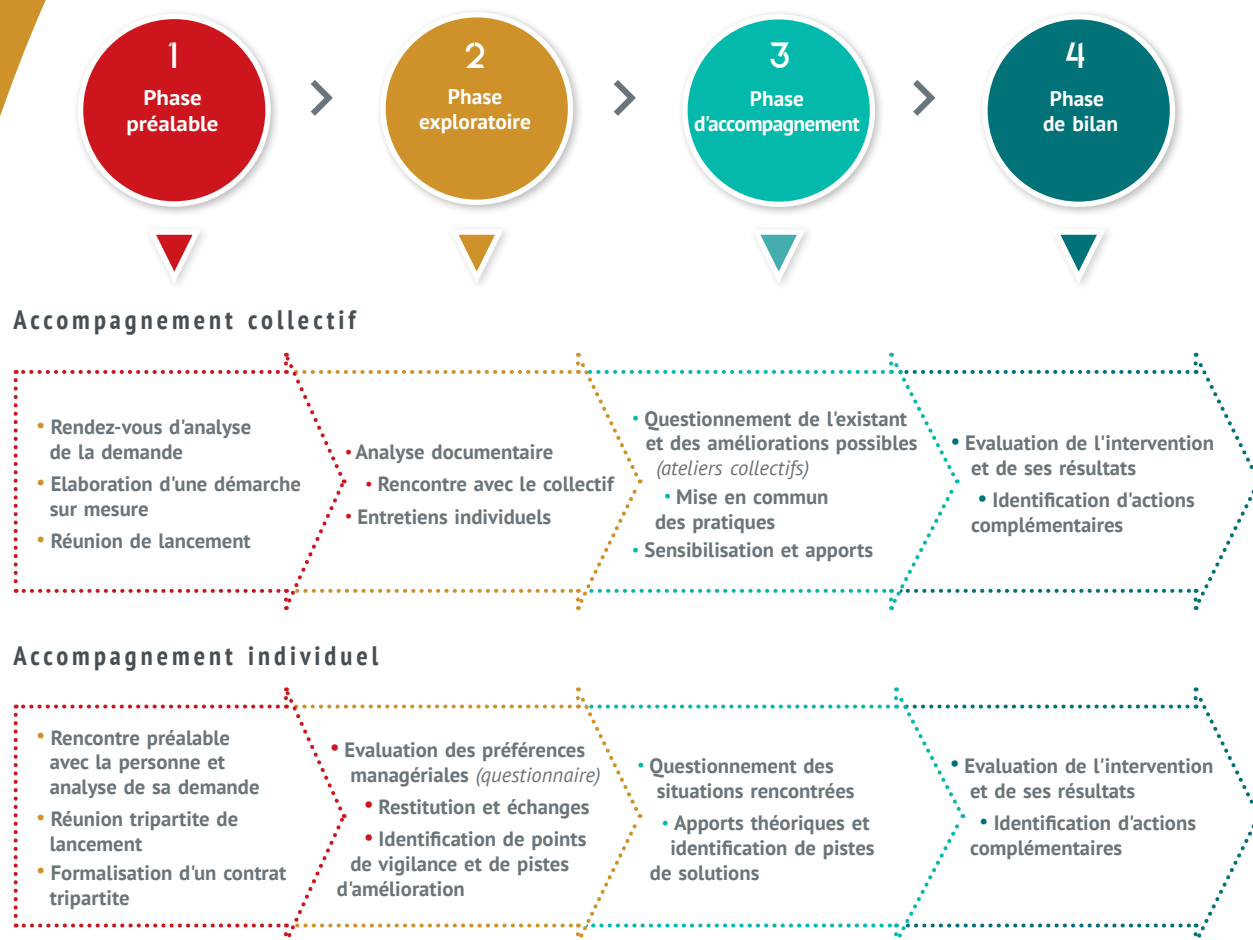 1
Phase
préalable
2
Phase
exploratoire
3
Phase
d'accompagnement
4
Phase
de bilan
Accompagnement collectif
• Rendez-vous d'analyse
de la demande
• Elaboration d'une démarche
sur mesure
• Réunion de lancement
• Analyse documentaire
• Rencontre avec le collectif
• Entretiens individuels
• Questionnement de l'existant
et des améliorations possibles
(ateliers collectifs)
• Mise en commun
des pratiques
• Sensibilisation et apports
• Evaluation de l'intervention
et de ses résultats
• Identification d'actions
complémentaires
Accompagnement individuel
• Rencontre préalable
avec la personne et
analyse de sa demande
• Réunion tripartite de
lancement
• Formalisation d'un contrat
tripartite
• Evaluation des préférences
managériales (questionnaire)
• Restitution et échanges
• Identification de points
de vigilance et de pistes
d'amélioration
• Questionnement des
situations rencontrées
• Apports théoriques et
identification de pistes
de solutions
• Evaluation de l'intervention
et de ses résultats
• Identification d'actions
complémentaires